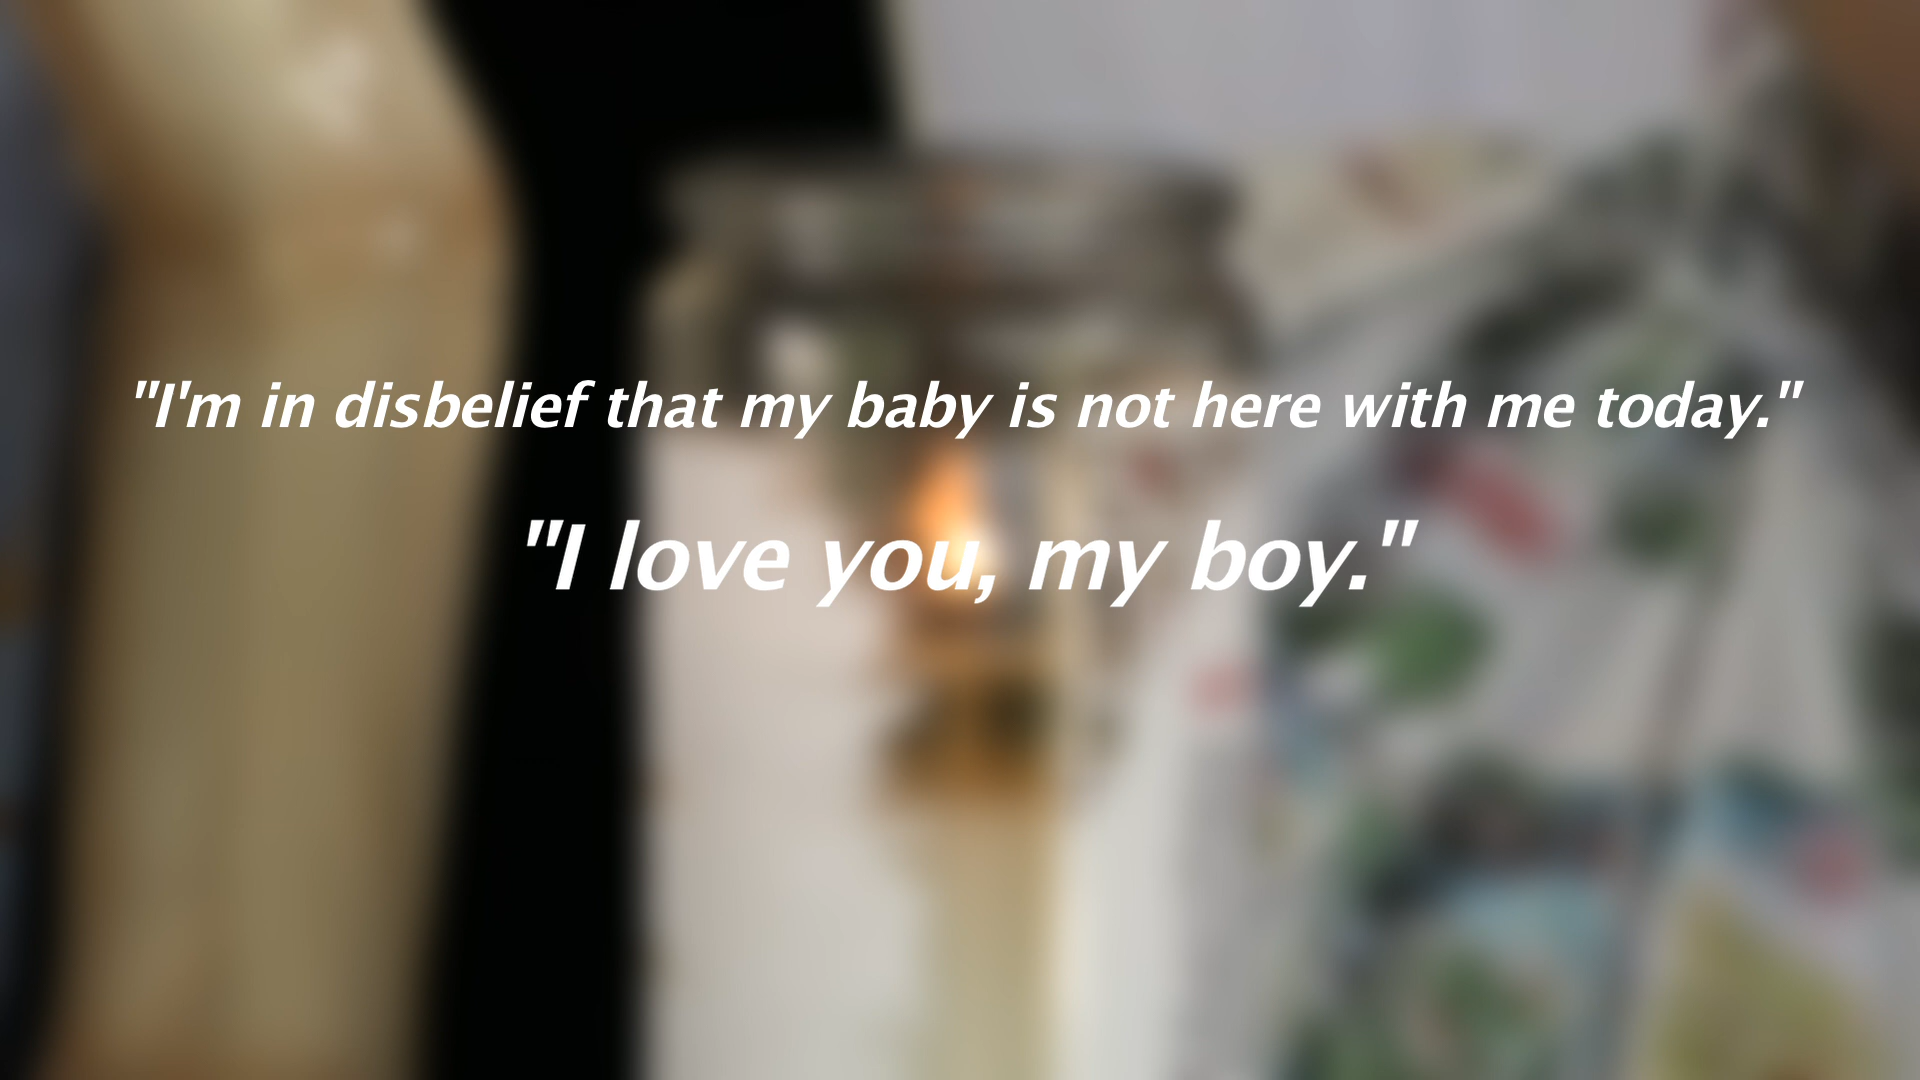 "I'm in disbelief that my baby is not here with me today."
"I love you, my boy."